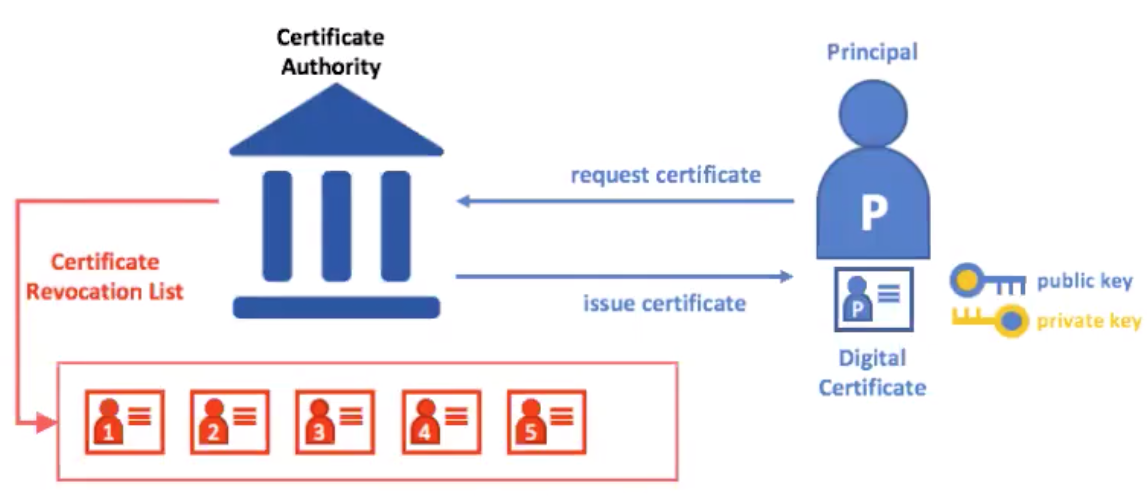 Certificate
Authority
Principal
request certificate
P
Certificate
Revocation List
issue certificate
P
public key
private key
Digital
Certificate
1
2
3
4
5